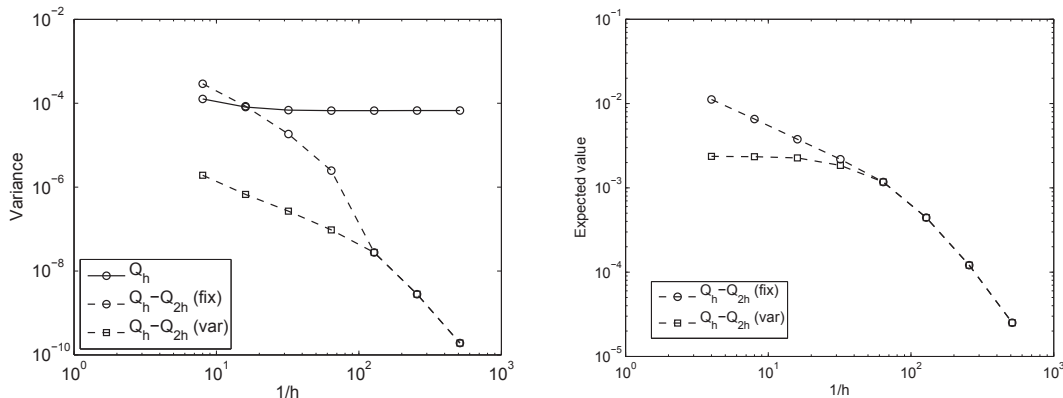 10^-2
10^-4
10^-6
10^-8
10^-10
Variance
Q_h
Q_h−Q_2h (fix)
Q_h−Q_2h (var)
10^0
10^1
10^2
10^3
1/h
10^-1
10^-2
10^-3
10^-4
10^-5
Expected value
Q_h−Q_2h (fix)
Q_h−Q_2h (var)
10^0
10^1
10^2
10^3
1/h